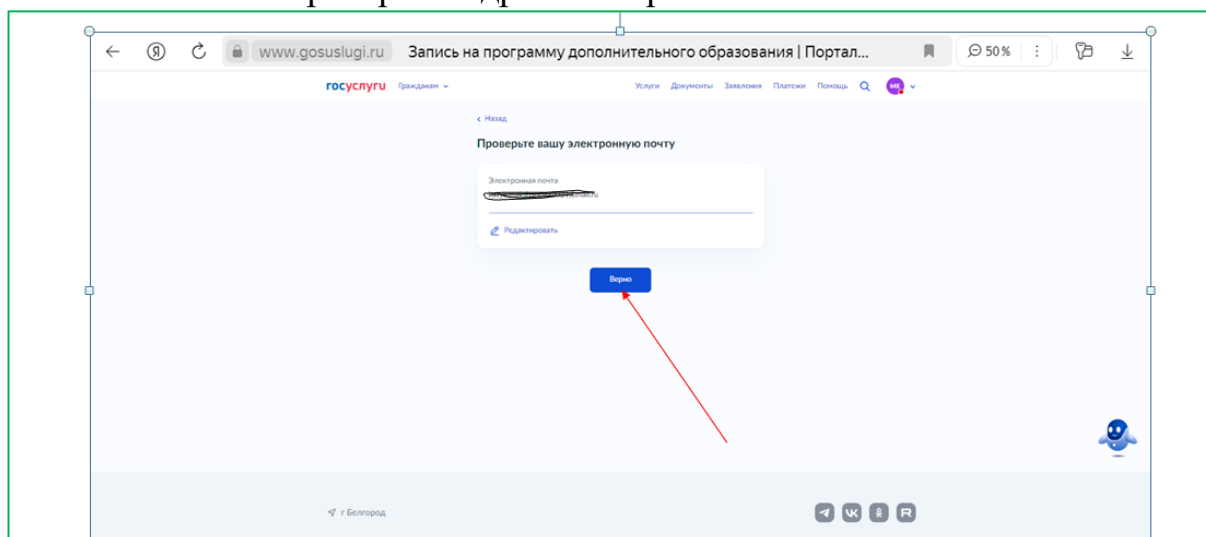 www.gosuslugi.ru Запись на программу дополнительного образования | Портал... 50 %
госуслуги Гражданам Услуги Документы Заявления Платежи Помощь МЕ
Назад
Проверьте вашу электронную почту
Электронная почта
Редактировать
Верно
г Белгород